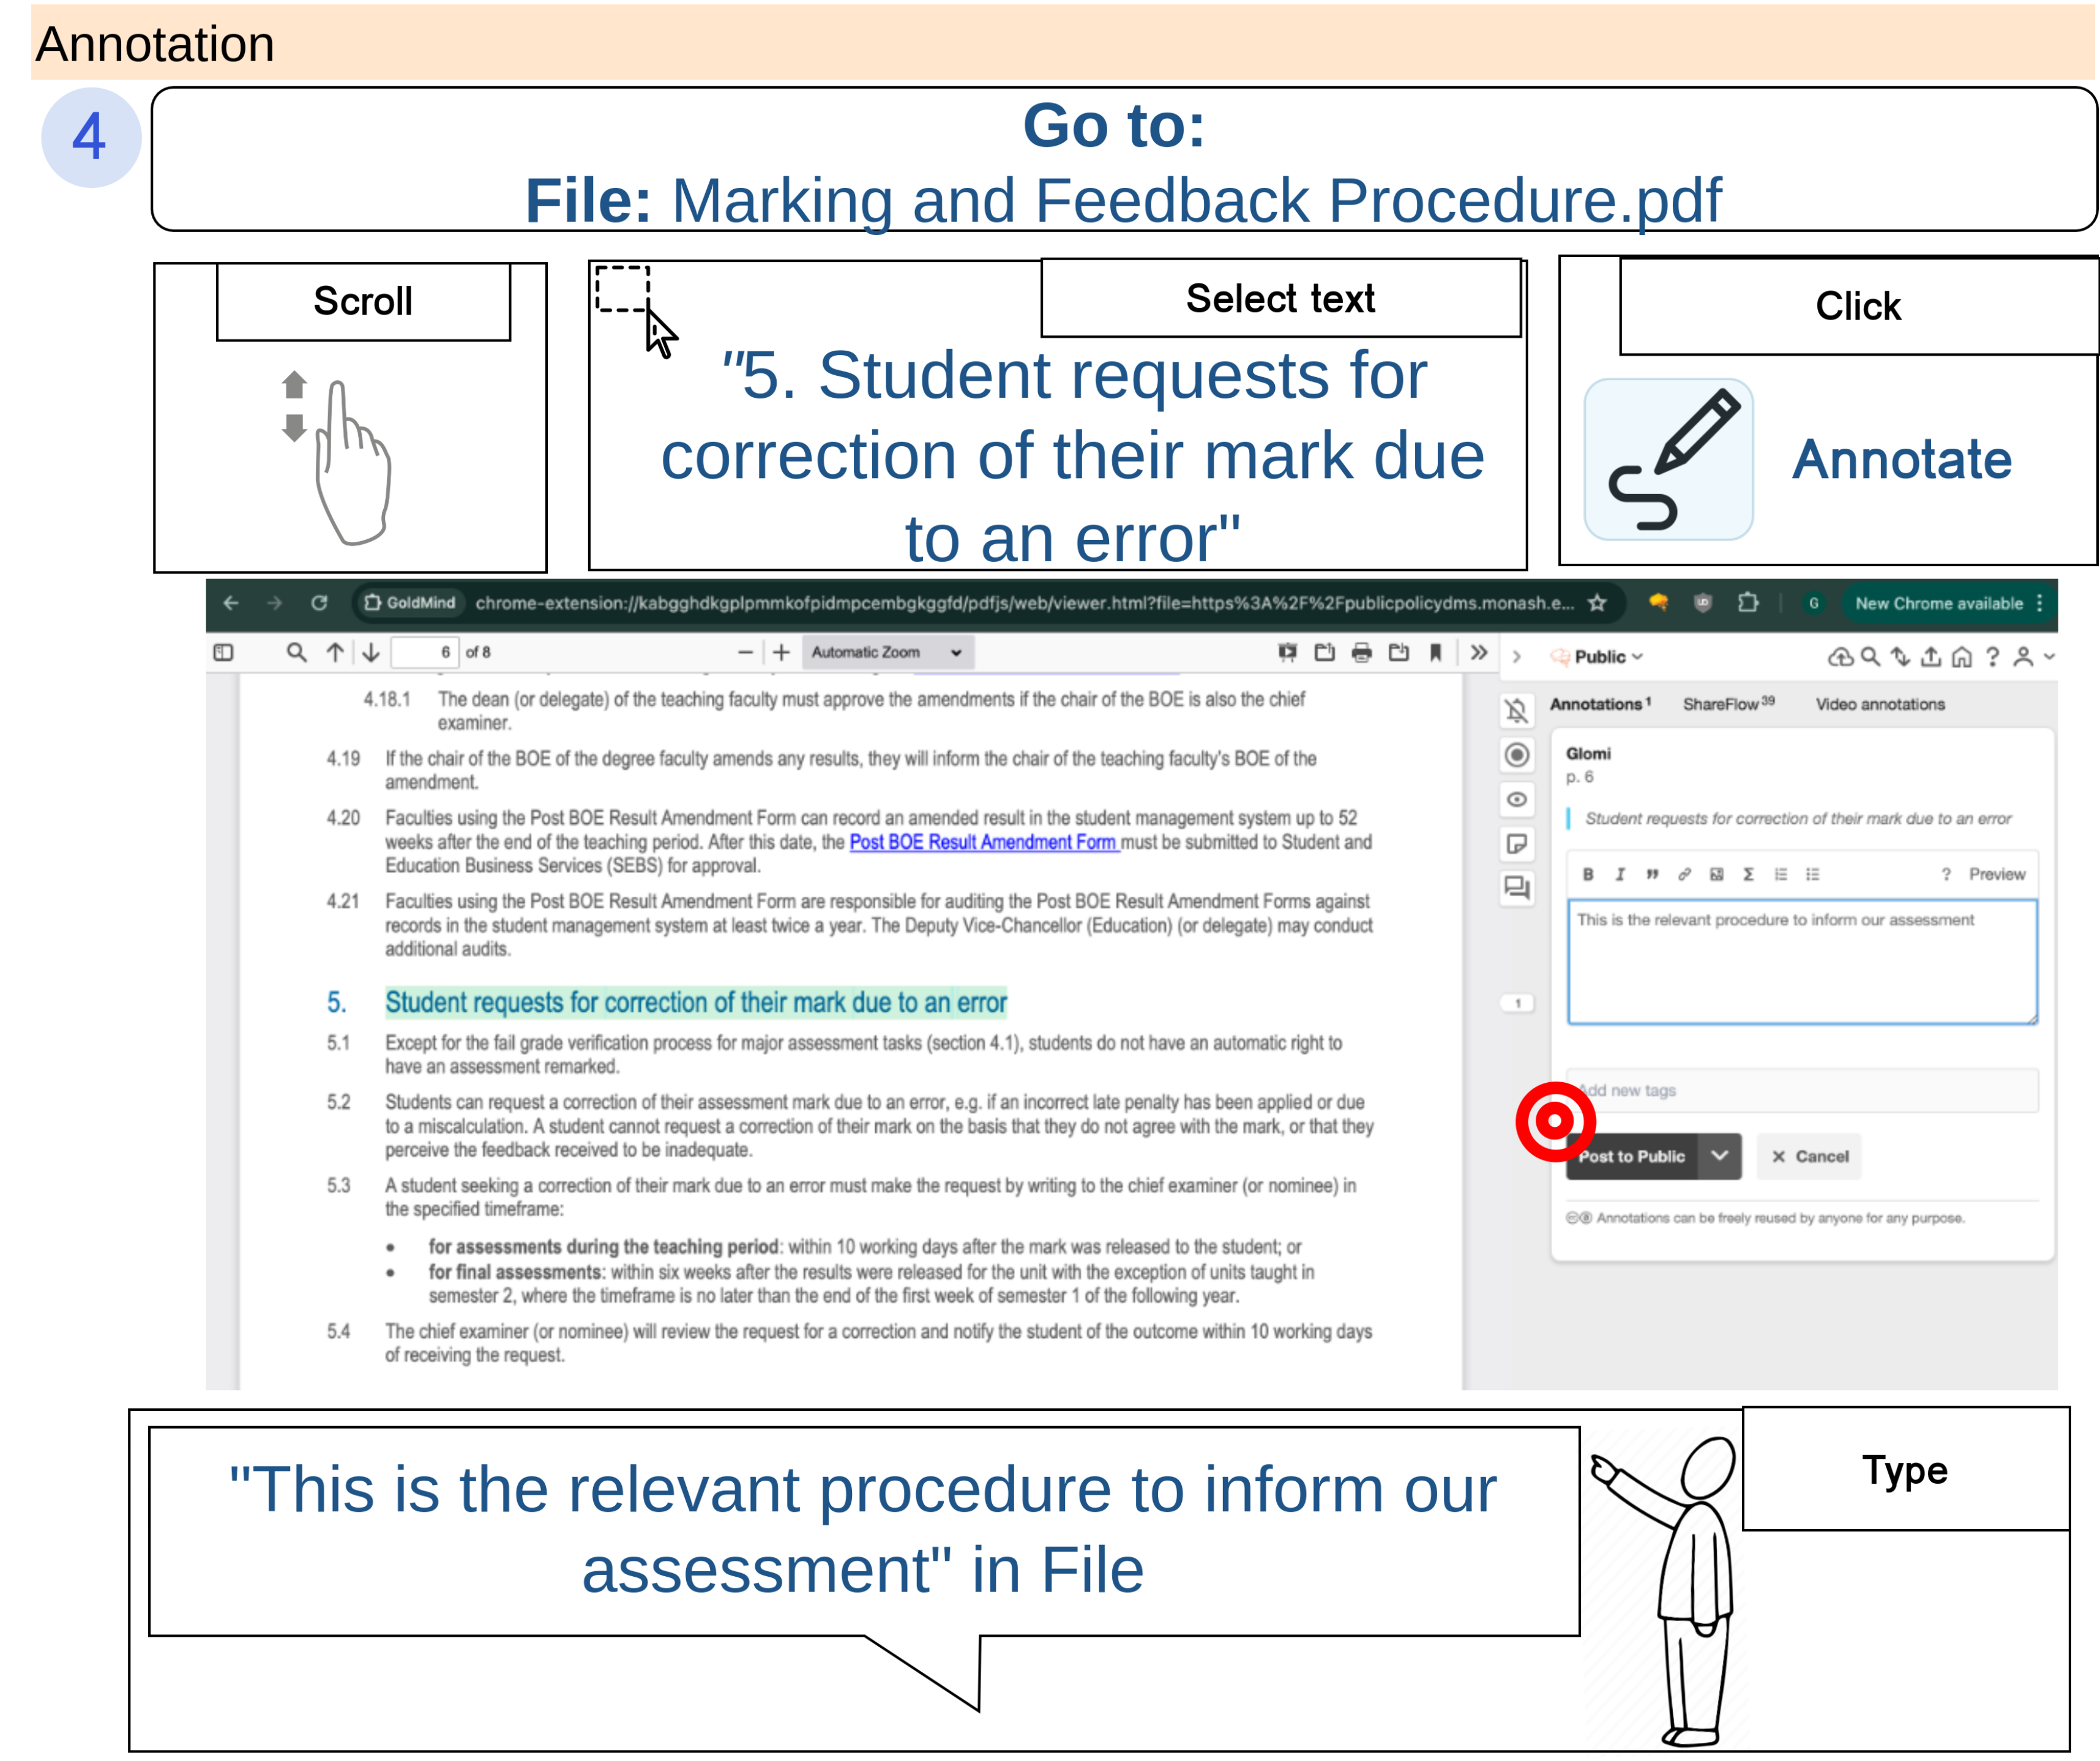 Annotation
4
Go to:
File: Marking and Feedback Procedure.pdf
Scroll
Select text
"5. Student requests for
correction of their mark due
to an error"
Click
Annotate
GoldMind
chrome-extension://kabgghdkgplpmmkofpidmpcembgkggfd/pdfjs/web/viewer.html?file=https%3A%2F%2Fpublicpolicydms.monash.e...
G
New Chrome available
6 of 8
Automatic Zoom
Public
4.18.1 The dean (or delegate) of the teaching faculty must approve the amendments if the chair of the BOE is also the chief
examiner.
4.19 If the chair of the BOE of the degree faculty amends any results, they will inform the chair of the teaching faculty's BOE of the
amendment.
4.20 Faculties using the Post BOE Result Amendment Form can record an amended result in the student management system up to 52
weeks after the end of the teaching period. After this date, the Post BOE Result Amendment Form must be submitted to Student and
Education Business Services (SEBS) for approval.
4.21 Faculties using the Post BOE Result Amendment Form are responsible for auditing the Post BOE Result Amendment Forms against
records in the student management system at least twice a year. The Deputy Vice-Chancellor (Education) (or delegate) may conduct
additional audits.
5. Student requests for correction of their mark due to an error
5.1 Except for the fail grade verification process for major assessment tasks (section 4.1), students do not have an automatic right to
have an assessment remarked.
5.2 Students can request a correction of their assessment mark due to an error, e.g. if an incorrect late penalty has been applied or due
to a miscalculation. A student cannot request a correction of their mark on the basis that they do not agree with the mark, or that they
perceive the feedback received to be inadequate.
5.3 A student seeking a correction of their mark due to an error must make the request by writing to the chief examiner (or nominee) in
the specified timeframe:
• for assessments during the teaching period: within 10 working days after the mark was released to the student; or
• for final assessments: within six weeks after the results were released for the unit with the exception of units taught in
semester 2, where the timeframe is no later than the end of the first week of semester 1 of the following year.
5.4 The chief examiner (or nominee) will review the request for a correction and notify the student of the outcome within 10 working days
of receiving the request.
Annotations 1 ShareFlow 39 Video annotations
Glomi
p. 6
Student requests for correction of their mark due to an error
B I ” Σ ? Preview
This is the relevant procedure to inform our assessment
1
Add new tags
Post to Public
× Cancel
Annotations can be freely reused by anyone for any purpose.
"This is the relevant procedure to inform our
assessment" in File
Type